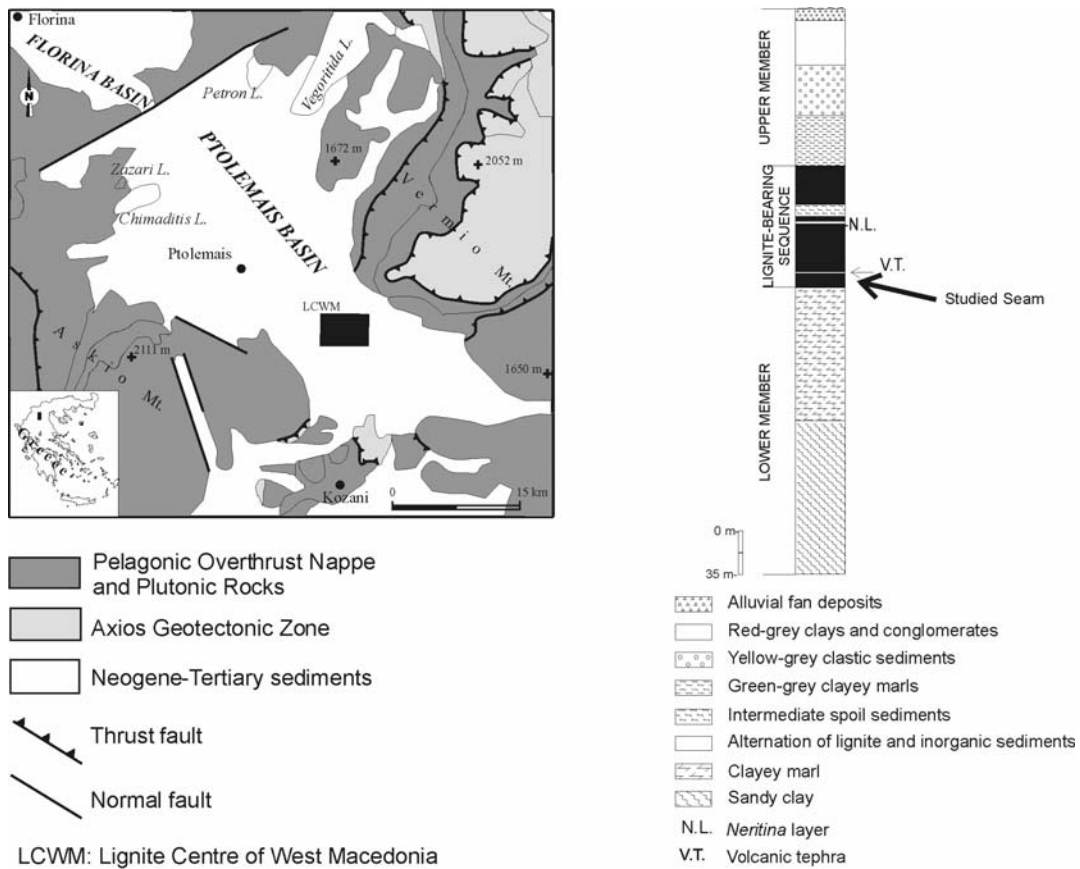 Florina
FLORINA BASIN
N
Petron L.
Vegoritida L.
1672 m
2052 m
PTOLEMAIS BASIN
Vermio Mt.
Zazari L.
Chimaditis L.
Ptolemais
LCWM
Askio Mt.
2111 m
1650 m
Greece
Kozani
0
15 km
Pelagonic Overthrust Nappe
and Plutonic Rocks
Axios Geotectonic Zone
Neogene-Tertiary sediments
Thrust fault
Normal fault
LCWM: Lignite Centre of West Macedonia
UPPER MEMBER
LIGNITE-BEARING
SEQUENCE
LOWER MEMBER
N.L.
V.T.
Studied Seam
0 m
35 m
Alluvial fan deposits
Red-grey clays and conglomerates
Yellow-grey clastic sediments
Green-grey clayey marls
Intermediate spoil sediments
Alternation of lignite and inorganic sediments
Clayey marl
Sandy clay
N.L. Neritina layer
V.T. Volcanic tephra